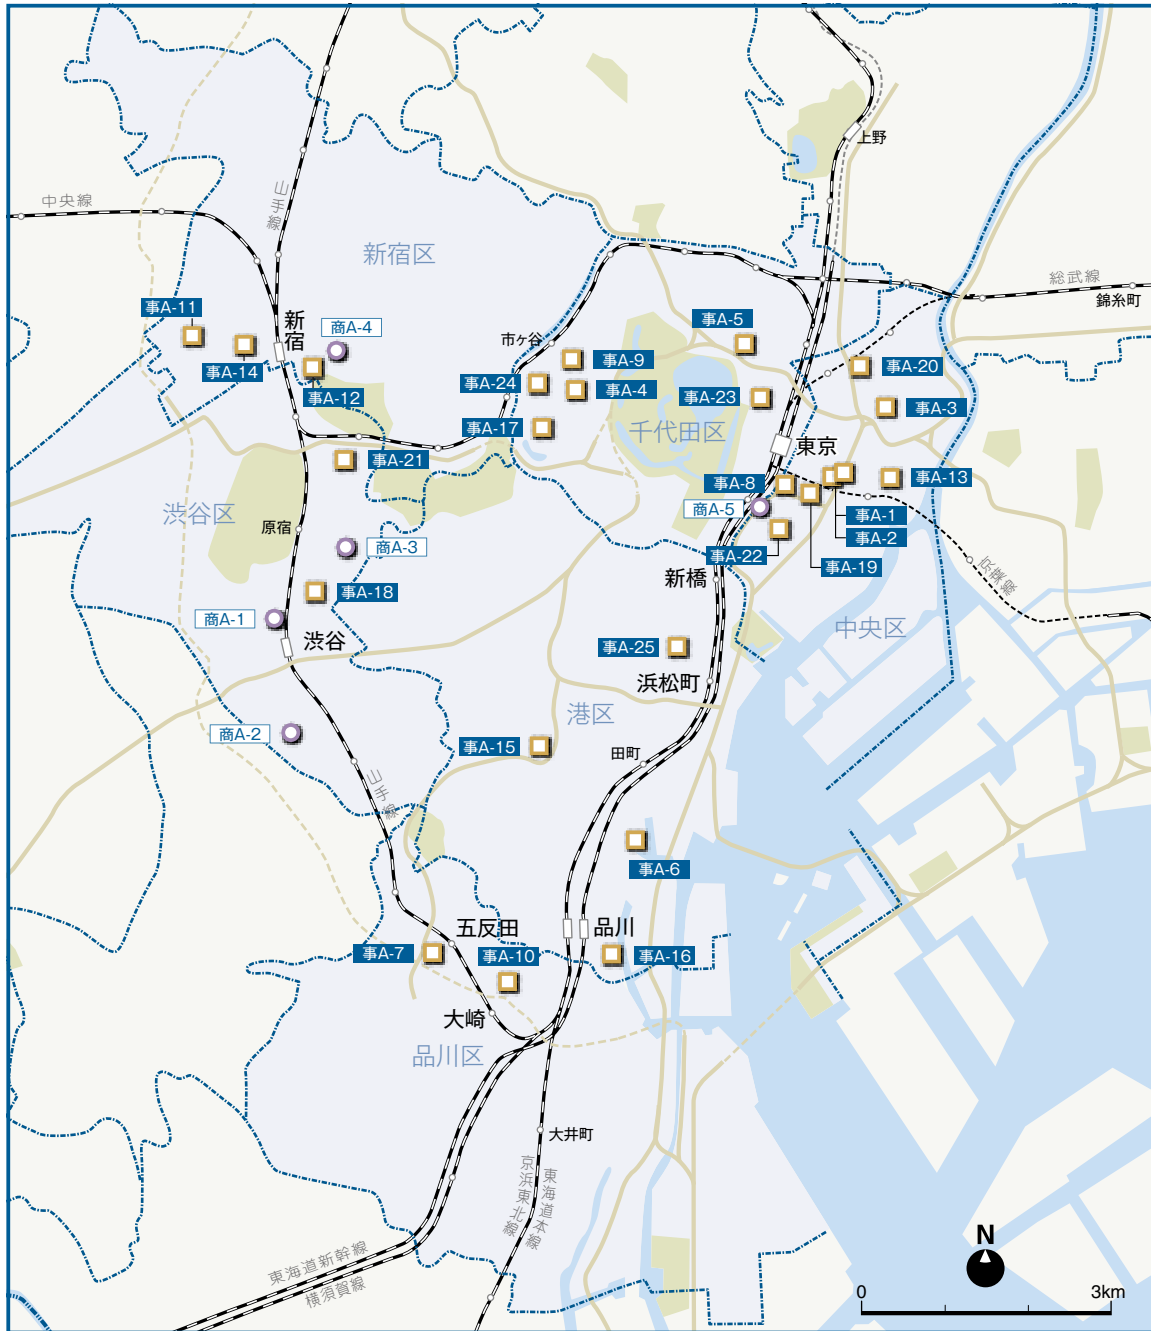 上野
中央線
山手線
新宿区
総武線
錦糸町
事A-11
新宿
商A-4
市ヶ谷
事A-5
事A-14
事A-9
事A-20
事A-12
事A-24
事A-4
事A-23
事A-3
事A-17
千代田区
東京
事A-21
事A-8
事A-13
渋谷区
商A-5
事A-1
原宿
事A-2
商A-3
事A-22
事A-19
京葉線
新橋
事A-18
商A-1
中央区
渋谷
事A-25
浜松町
港区
商A-2
事A-15
田町
山手線
事A-6
五反田
品川
事A-7
事A-10
事A-16
大崎
品川区
大井町
東海道本線
京浜東北線
東海道新幹線
横須賀線
N
0
3km